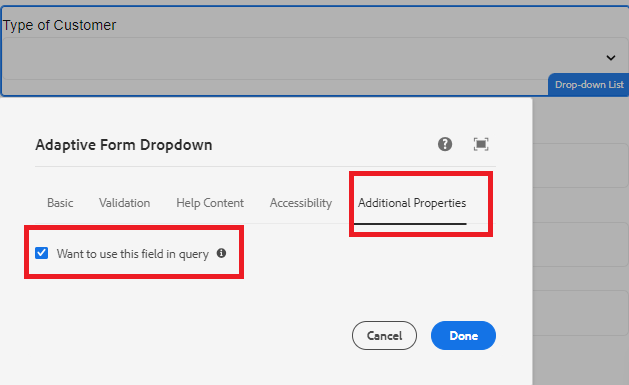 Type of Customer
Drop-down List
Adaptive Form Dropdown
Basic Validation Help Content Accessibility Additional Properties
Want to use this field in query
Cancel Done